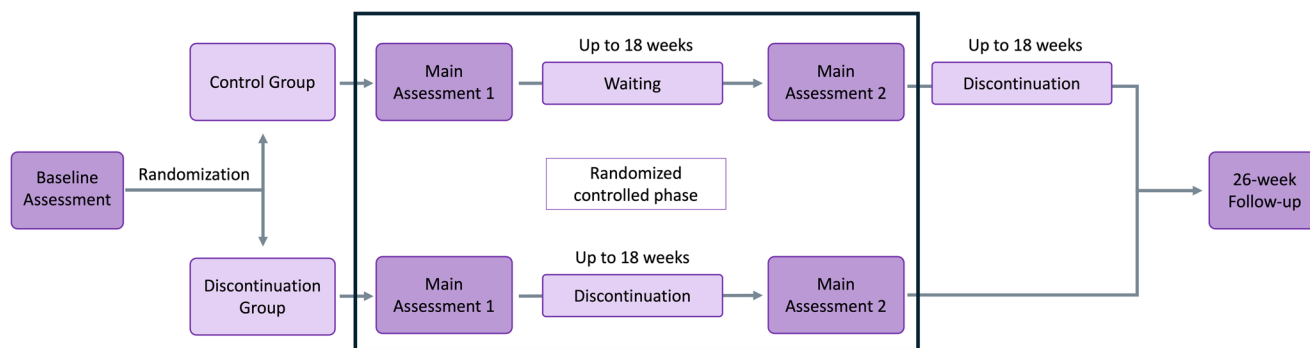 Up to 18 weeks
Up to 18 weeks
Control Group
Main
Assessment 1
Waiting
Main
Assessment 2
Discontinuation
Baseline
Assessment
Randomization
Randomized
controlled phase
26-week
Follow-up
Up to 18 weeks
Discontinuation
Group
Main
Assessment 1
Discontinuation
Main
Assessment 2